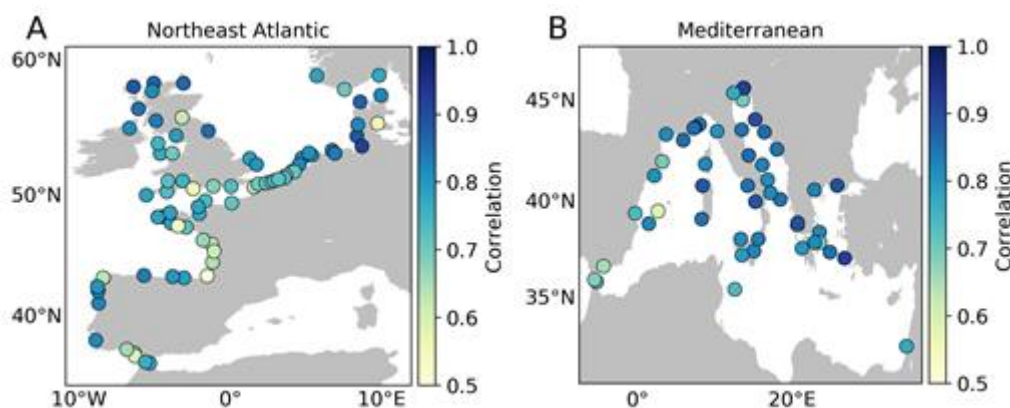 A
Northeast Atlantic
60°N
50°N
40°N
10°W
0°
10°E
1.0
0.9
0.8
0.7
0.6
0.5
Correlation
B
Mediterranean
45°N
40°N
35°N
0°
20°E
1.0
0.9
0.8
0.7
0.6
0.5
Correlation